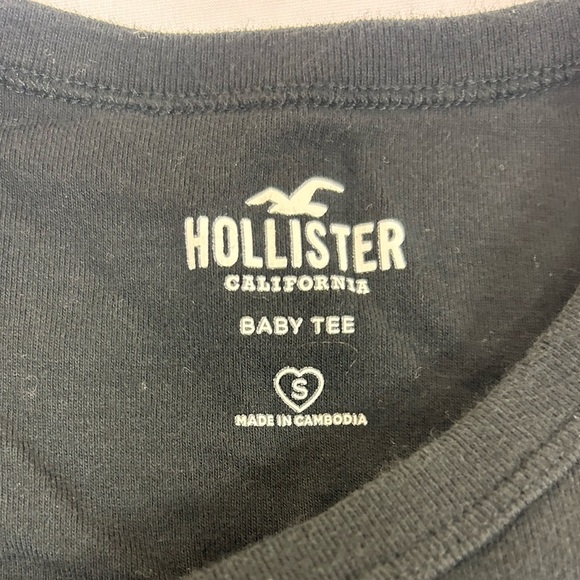 HOLLISTER
CALIFORNIA
BABY TEE
S
MADE IN CAMBODIA